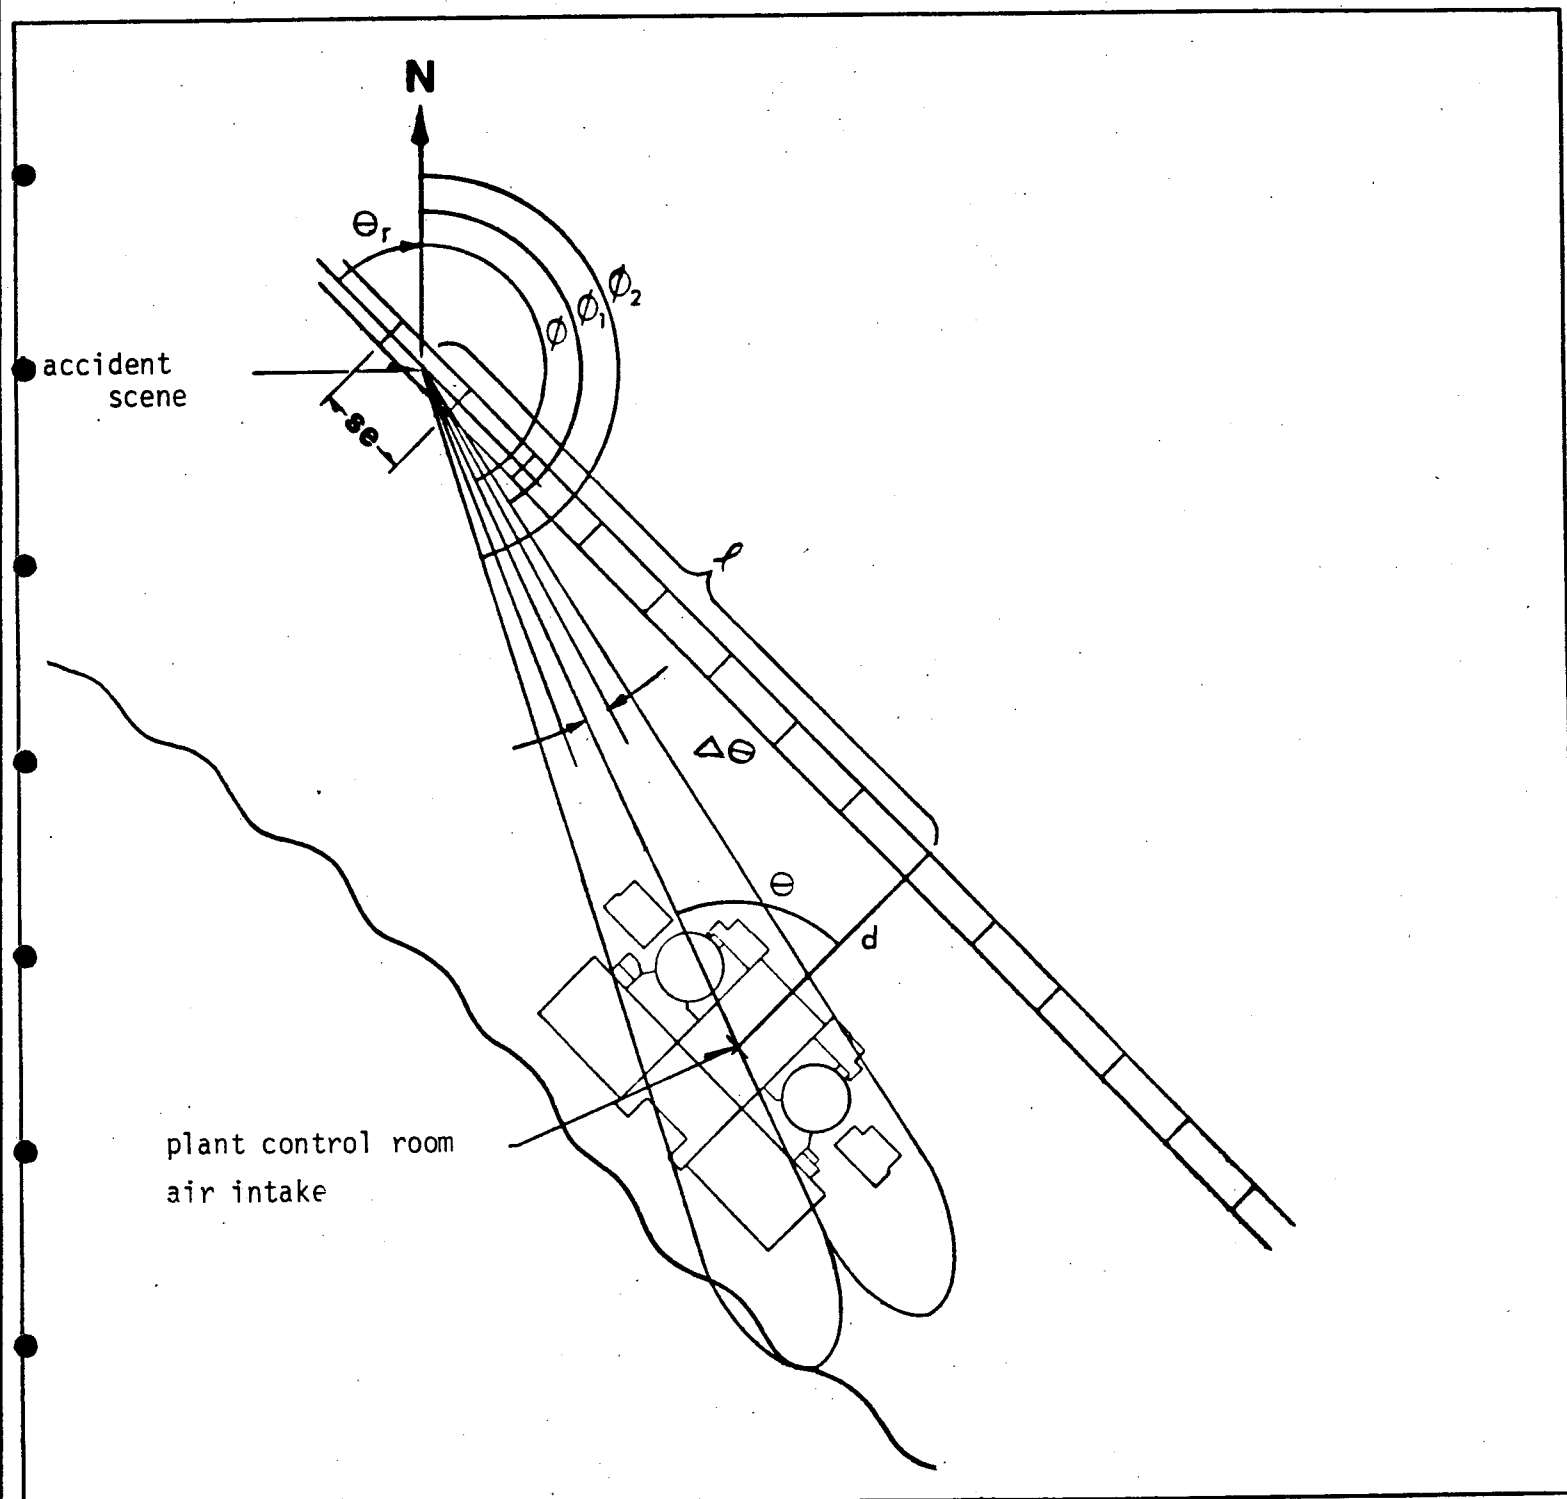 N
Θr
Ø
Ø1
Ø2
accident
scene
se
ℓ
ΔΘ
Θ
d
plant control room
air intake